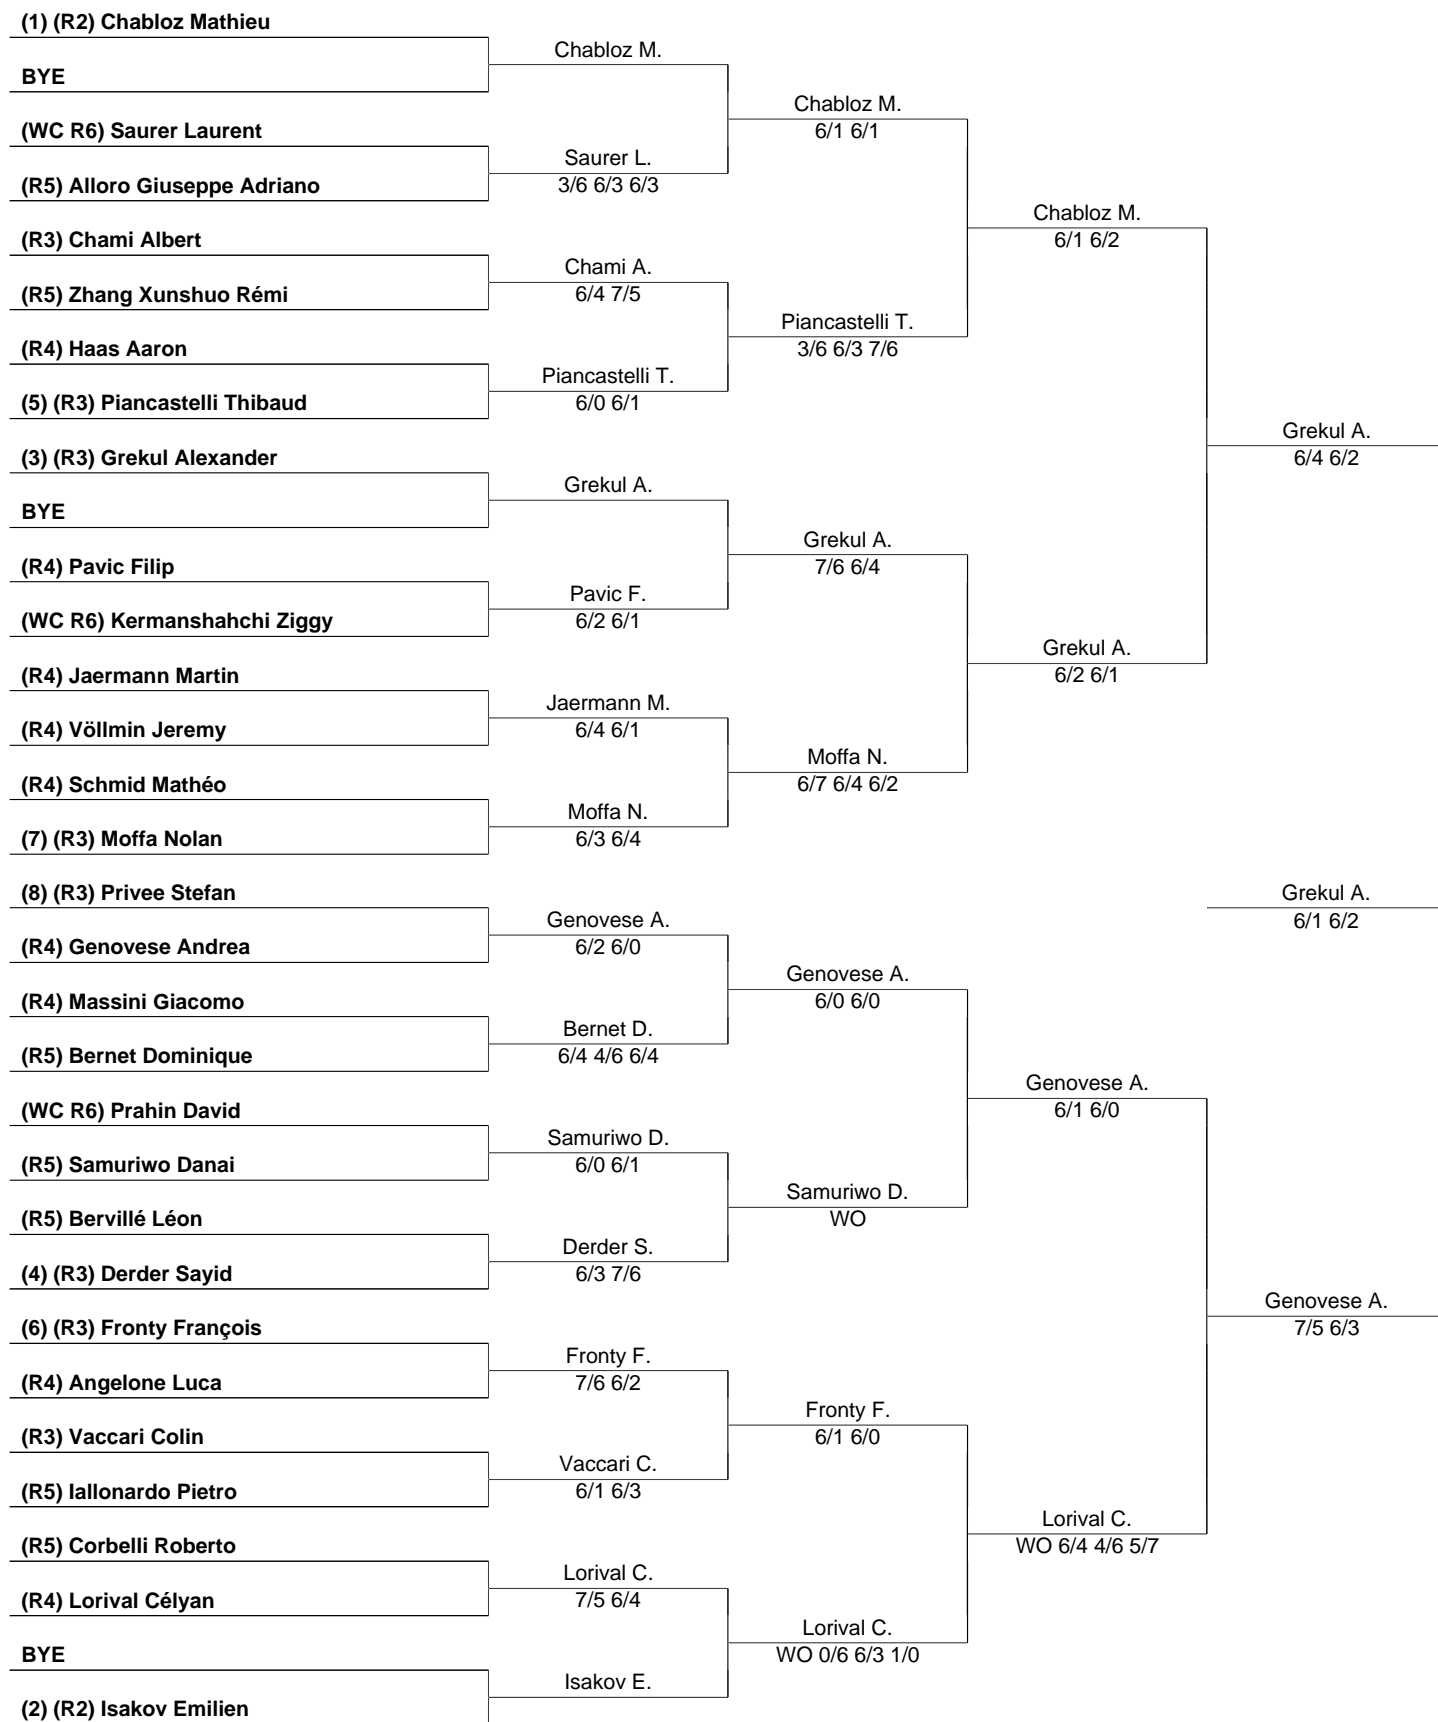 (1) (R2) Chabloz Mathieu
Chabloz M.
BYE
Chabloz M.
6/1 6/1
(WC R6) Saurer Laurent
Saurer L.
3/6 6/3 6/3
(R5) Alloro Giuseppe Adriano
Chabloz M.
6/1 6/2
(R3) Chami Albert
Chami A.
6/4 7/5
(R5) Zhang Xunshuo Rémi
Piancastelli T.
3/6 6/3 7/6
(R4) Haas Aaron
Piancastelli T.
6/0 6/1
(5) (R3) Piancastelli Thibaud
Grekul A.
6/4 6/2
(3) (R3) Grekul Alexander
Grekul A.
BYE
Grekul A.
7/6 6/4
(R4) Pavic Filip
Pavic F.
6/2 6/1
(WC R6) Kermanshahchi Ziggy
Grekul A.
6/2 6/1
(R4) Jaermann Martin
Jaermann M.
6/4 6/1
(R4) Völlmin Jeremy
Moffa N.
6/7 6/4 6/2
(R4) Schmid Mathéo
Moffa N.
6/3 6/4
(7) (R3) Moffa Nolan
(8) (R3) Privee Stefan
Grekul A.
6/1 6/2
Genovese A.
6/2 6/0
(R4) Genovese Andrea
Genovese A.
6/0 6/0
(R4) Massini Giacomo
Bernet D.
6/4 4/6 6/4
(R5) Bernet Dominique
Genovese A.
6/1 6/0
(WC R6) Prahin David
Samuriwo D.
6/0 6/1
(R5) Samuriwo Danai
Samuriwo D.
WO
(R5) Bervillé Léon
Derder S.
6/3 7/6
(4) (R3) Derder Sayid
Genovese A.
7/5 6/3
(6) (R3) Fronty François
Fronty F.
7/6 6/2
(R4) Angelone Luca
Fronty F.
6/1 6/0
(R3) Vaccari Colin
Vaccari C.
6/1 6/3
(R5) Iallonardo Pietro
Lorival C.
WO 6/4 4/6 5/7
(R5) Corbelli Roberto
Lorival C.
7/5 6/4
(R4) Lorival Célyan
Lorival C.
WO 0/6 6/3 1/0
BYE
Isakov E.
(2) (R2) Isakov Emilien